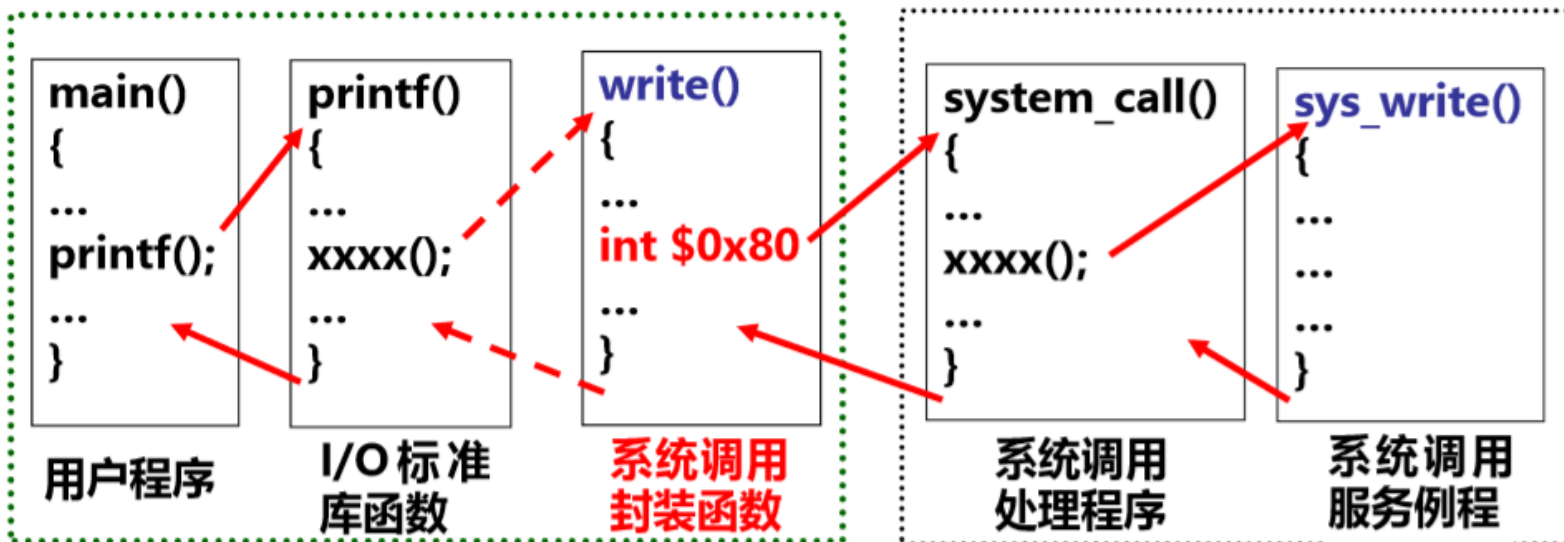 main()
{
...
printf();
...
}
用户程序
printf()
{
...
xxxx();
...
}
I/O标准
库函数
write()
{
...
int $0x80
...
}
系统调用
封装函数
system_call()
{
...
xxxx();
...
}
系统调用
处理程序
sys_write()
{
...
...
...
}
系统调用
服务例程